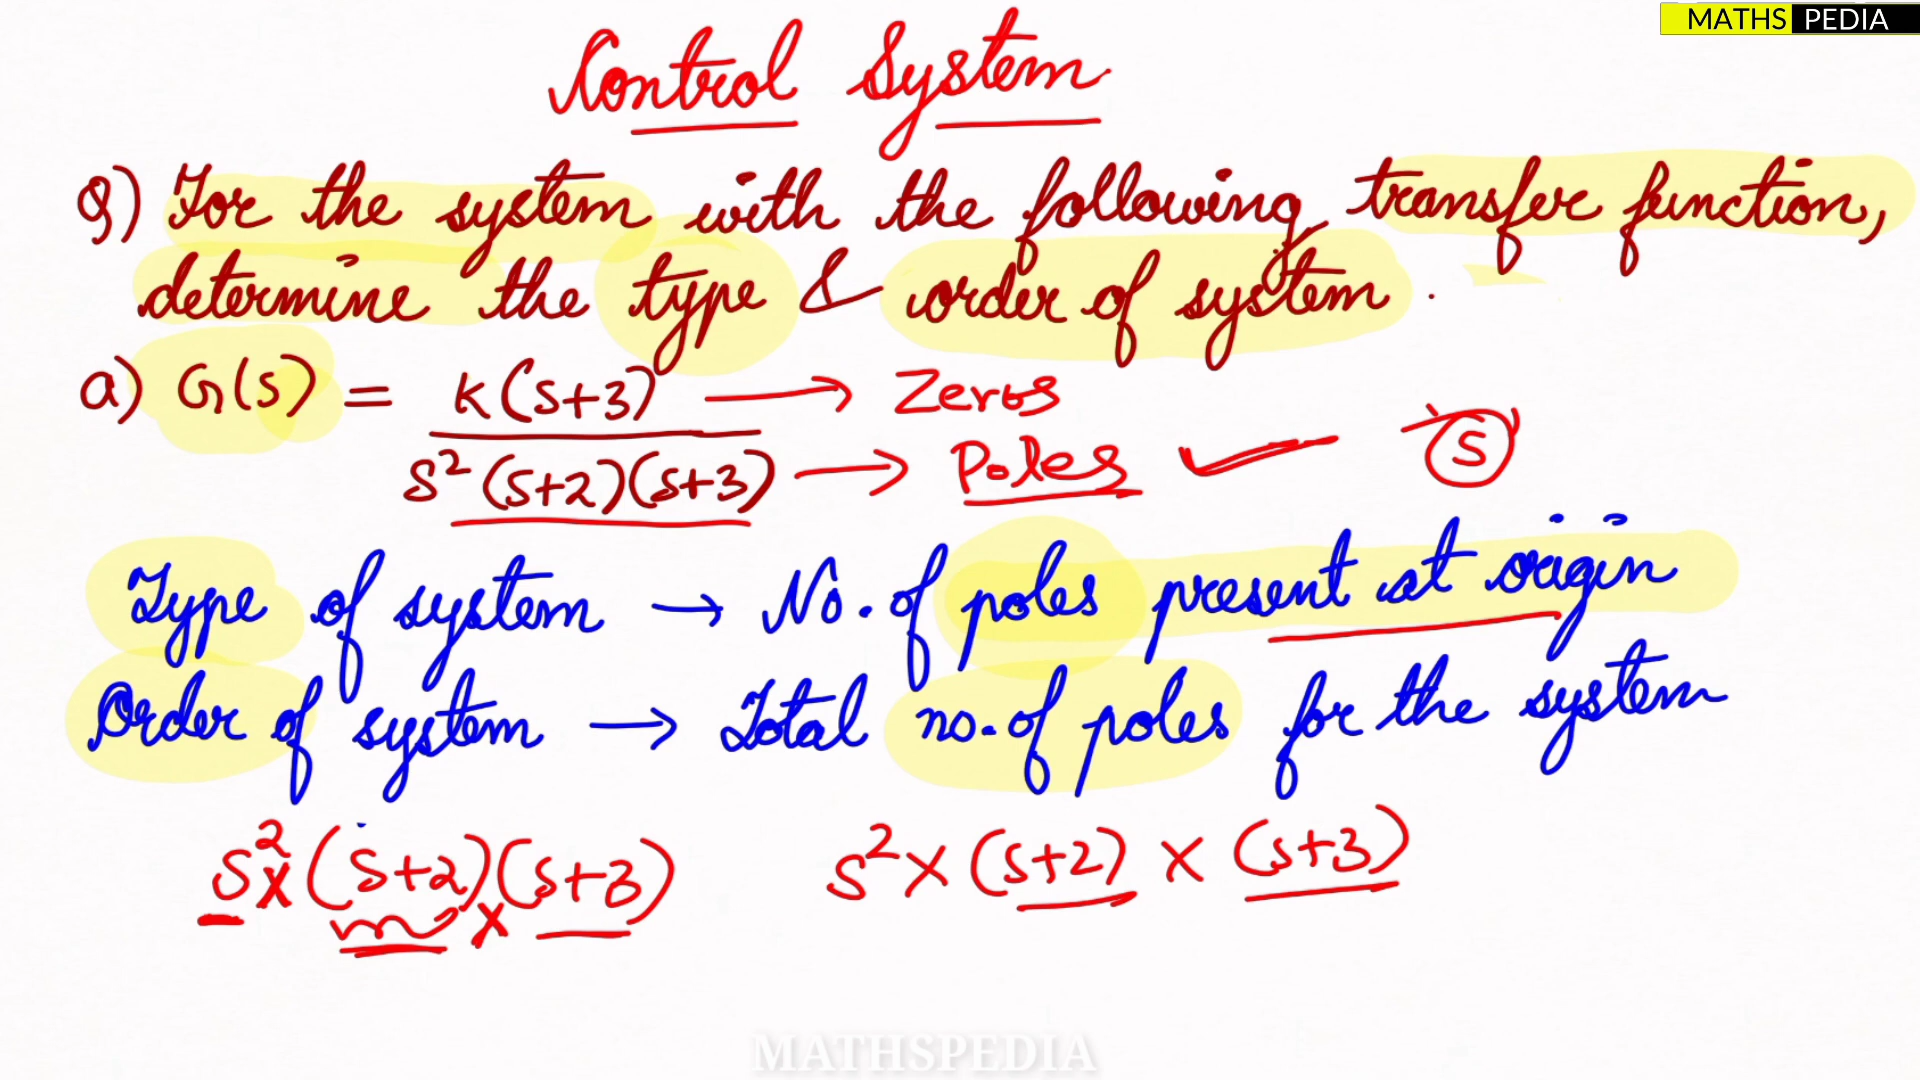 MATHS PEDIA
Control System
Q) For the system with the following transfer function,
determine the type & order of system.
a) G(s) = K(s+3) → Zeros
s² (s+2)(s+3) → Poles ✓ s
Type of system → No. of poles present at origin
Order of system → Total no. of poles for the system
s² × (s+2) × (s+3) s² × (s+2) × (s+3)
MATHSPEDIA